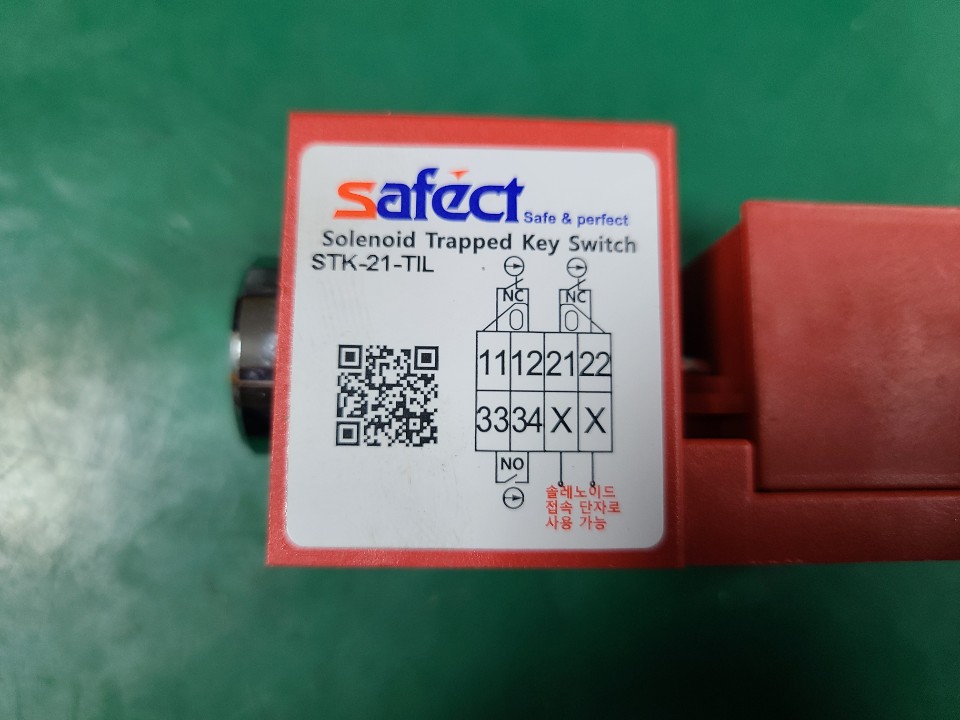 safect
Safe & perfect
Solenoid Trapped Key Switch
STK-21-TIL
NC NC
11 12 21 22
33 34 X X
NO
솔레노이드
접속 단자로
사용 가능